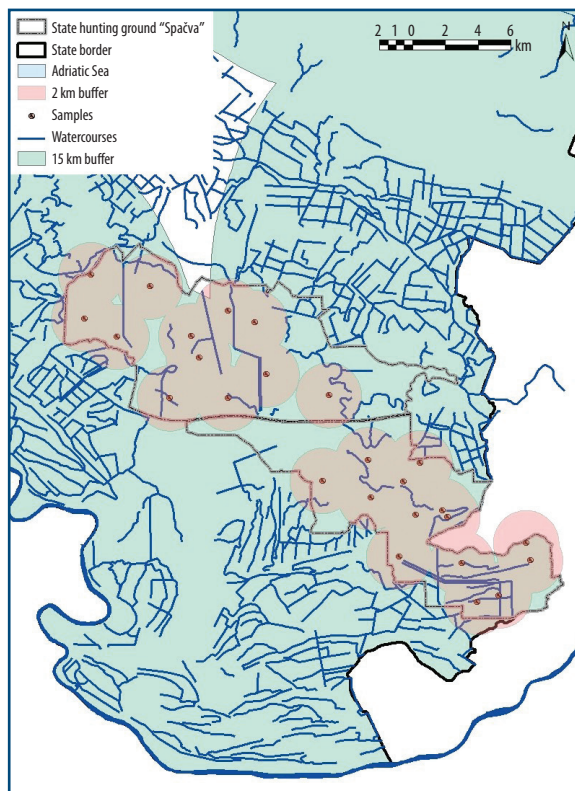 State hunting ground “Spačva”
State border
Adriatic Sea
2 km buffer
Samples
Watercourses
15 km buffer
2 1 0 2 4 6
km
N